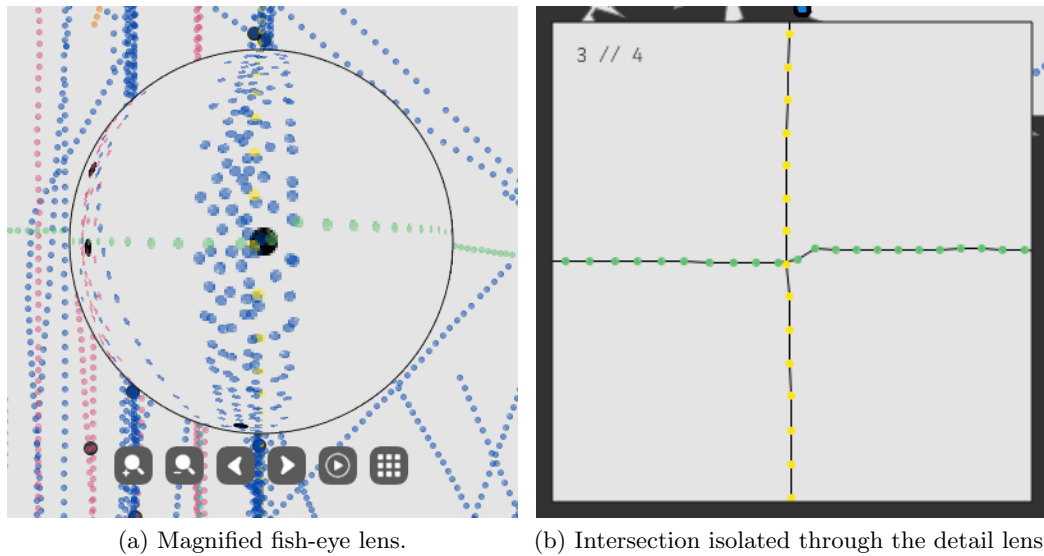 3 // 4
(a) Magnified fish-eye lens.
(b) Intersection isolated through the detail lens